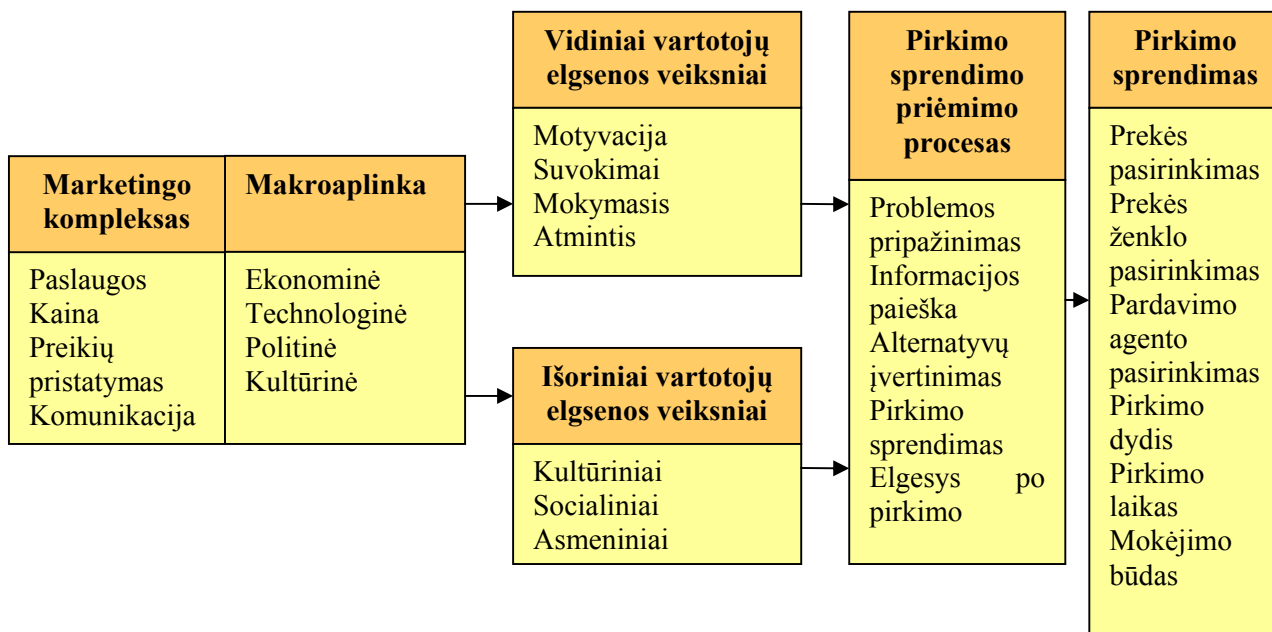 Marketingo
kompleksas
Paslaugos
Kaina
Preikių
pristatymas
Komunikacija
Makroaplinka
Ekonominė
Technologinė
Politinė
Kultūrinė
Vidiniai vartotojų
elgsenos veiksniai
Motyvacija
Suvokimai
Mokymasis
Atmintis
Išoriniai vartotojų
elgsenos veiksniai
Kultūriniai
Socialiniai
Asmeniniai
Pirkimo
sprendimo
priėmimo
procesas
Problemos
pripažinimas
Informacijos
paieška
Alternatyvų
įvertinimas
Pirkimo
sprendimas
Elgesys po
pirkimo
Pirkimo
sprendimas
Prekės
pasirinkimas
Prekės
ženklo
pasirinkimas
Pardavimo
agento
pasirinkimas
Pirkimo
dydis
Pirkimo
laikas
Mokėjimo
būdas